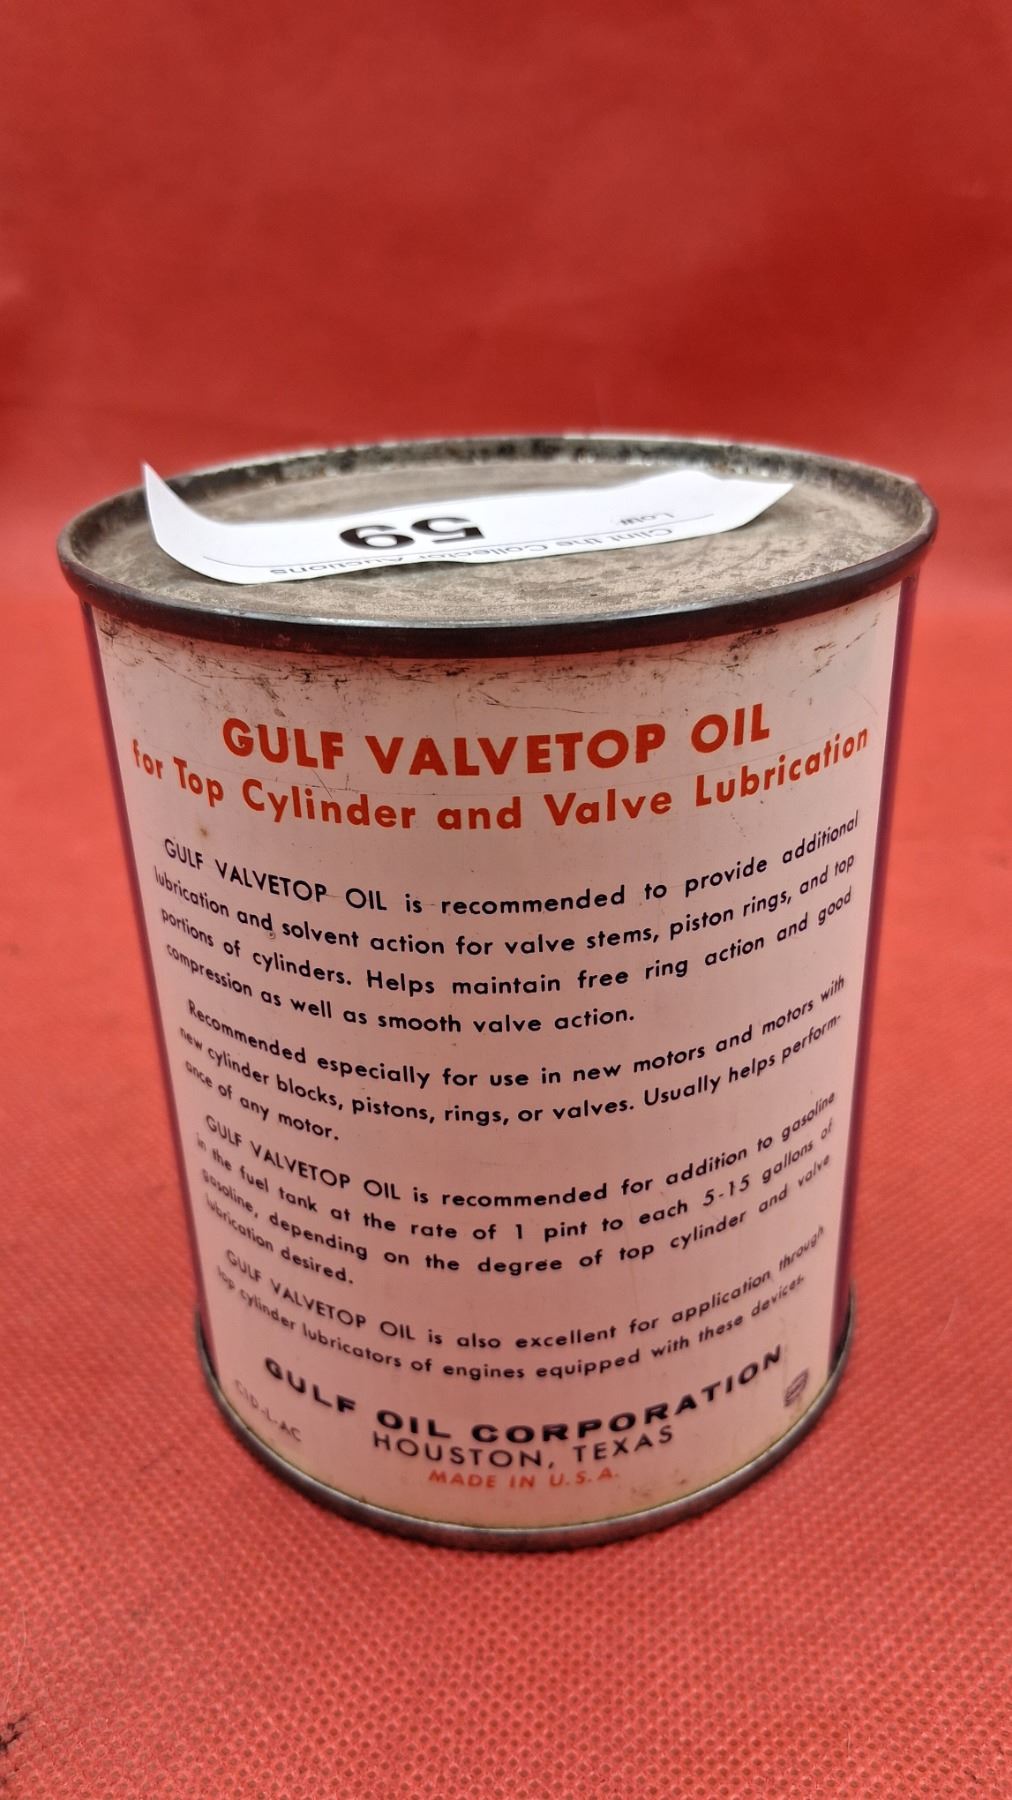 Clint the Collector Auctions
Low
59
GULF VALVETOP OIL
for Top Cylinder and Valve Lubrication
GULF VALVETOP OIL is recommended to provide additional
lubrication and solvent action for valve stems, piston rings, and top
portions of cylinders. Helps maintain free ring action and good
compression as well as smooth valve action.
Recommended especially for use in new motors and motors with
new cylinder blocks, pistons, rings, or valves. Usually helps perform-
ance of any motor.
GULF VALVETOP OIL is recommended for addition to gasoline
in the fuel tank at the rate of 1 pint to each 5-15 gallons of
gasoline, depending on the degree of top cylinder and valve
lubrication desired.
GULF VALVETOP OIL is also excellent for application through
top cylinder lubricators of engines equipped with these devices.
GULF OIL CORPORATION
HOUSTON, TEXAS
MADE IN U.S.A.